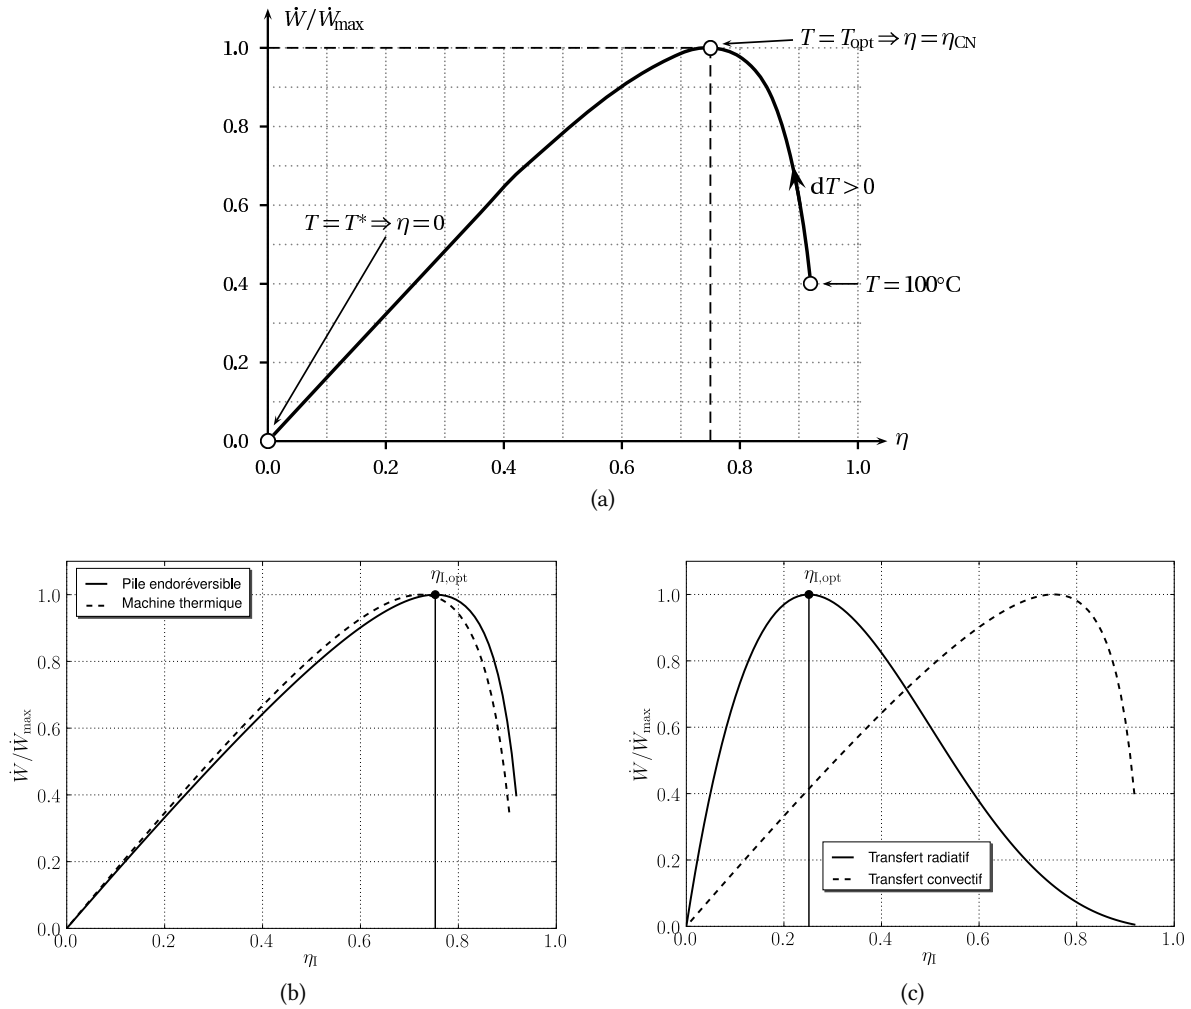 Ẇ/Ẇmax
1.0
T = Topt ⇒ η = ηCN
0.8
dT > 0
0.6
T = T* ⇒ η = 0
0.4
T = 100°C
0.2
0.0
η
0.0 0.2 0.4 0.6 0.8 1.0
(a)
ηI,opt
Pile endoréversible
Machine thermique
1.0
0.8
0.6
Ẇ/Ẇmax
0.4
0.2
0.0
0.0 0.2 0.4 0.6 0.8 1.0
ηI
(b)
ηI,opt
1.0
0.8
0.6
Ẇ/Ẇmax
0.4
0.2
Transfert radiatif
Transfert convectif
0.0
0.0 0.2 0.4 0.6 0.8 1.0
ηI
(c)